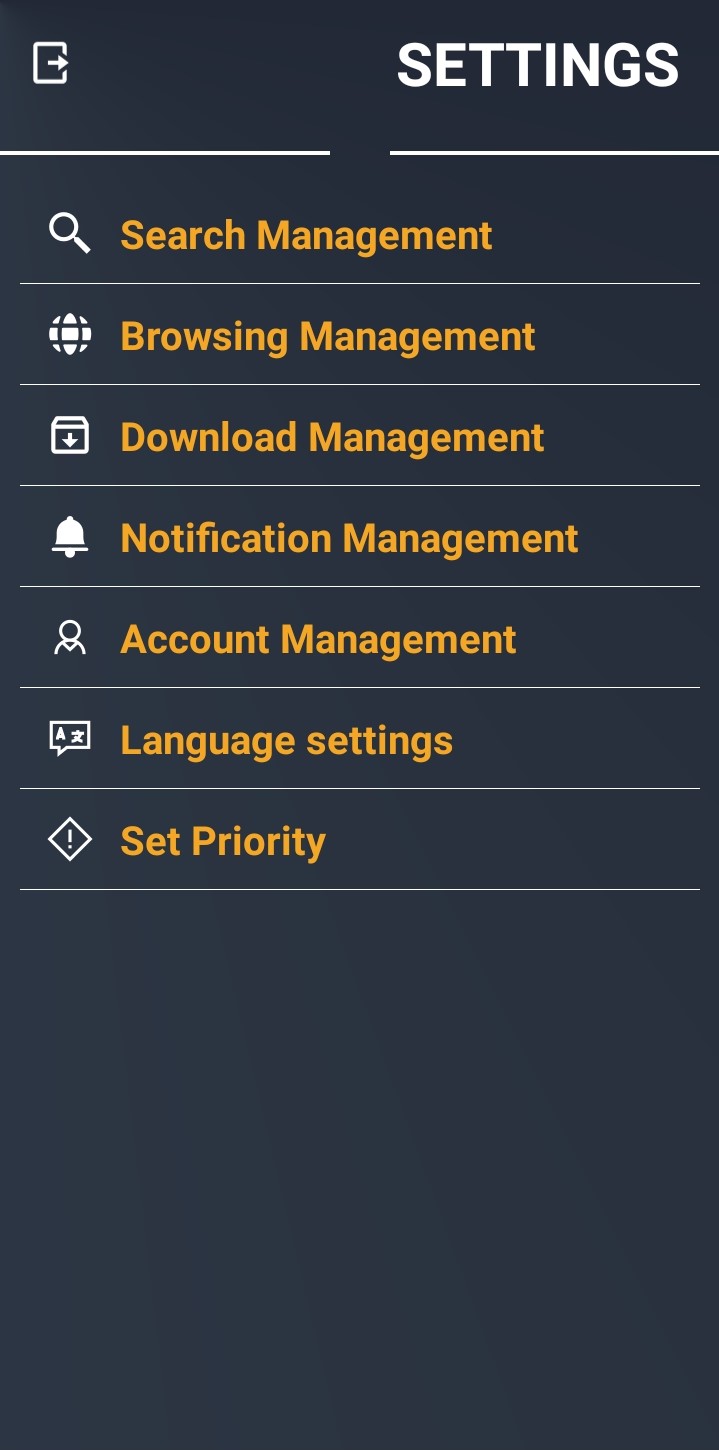 SETTINGS
Search Management
Browsing Management
Download Management
Notification Management
Account Management
Language settings
Set Priority